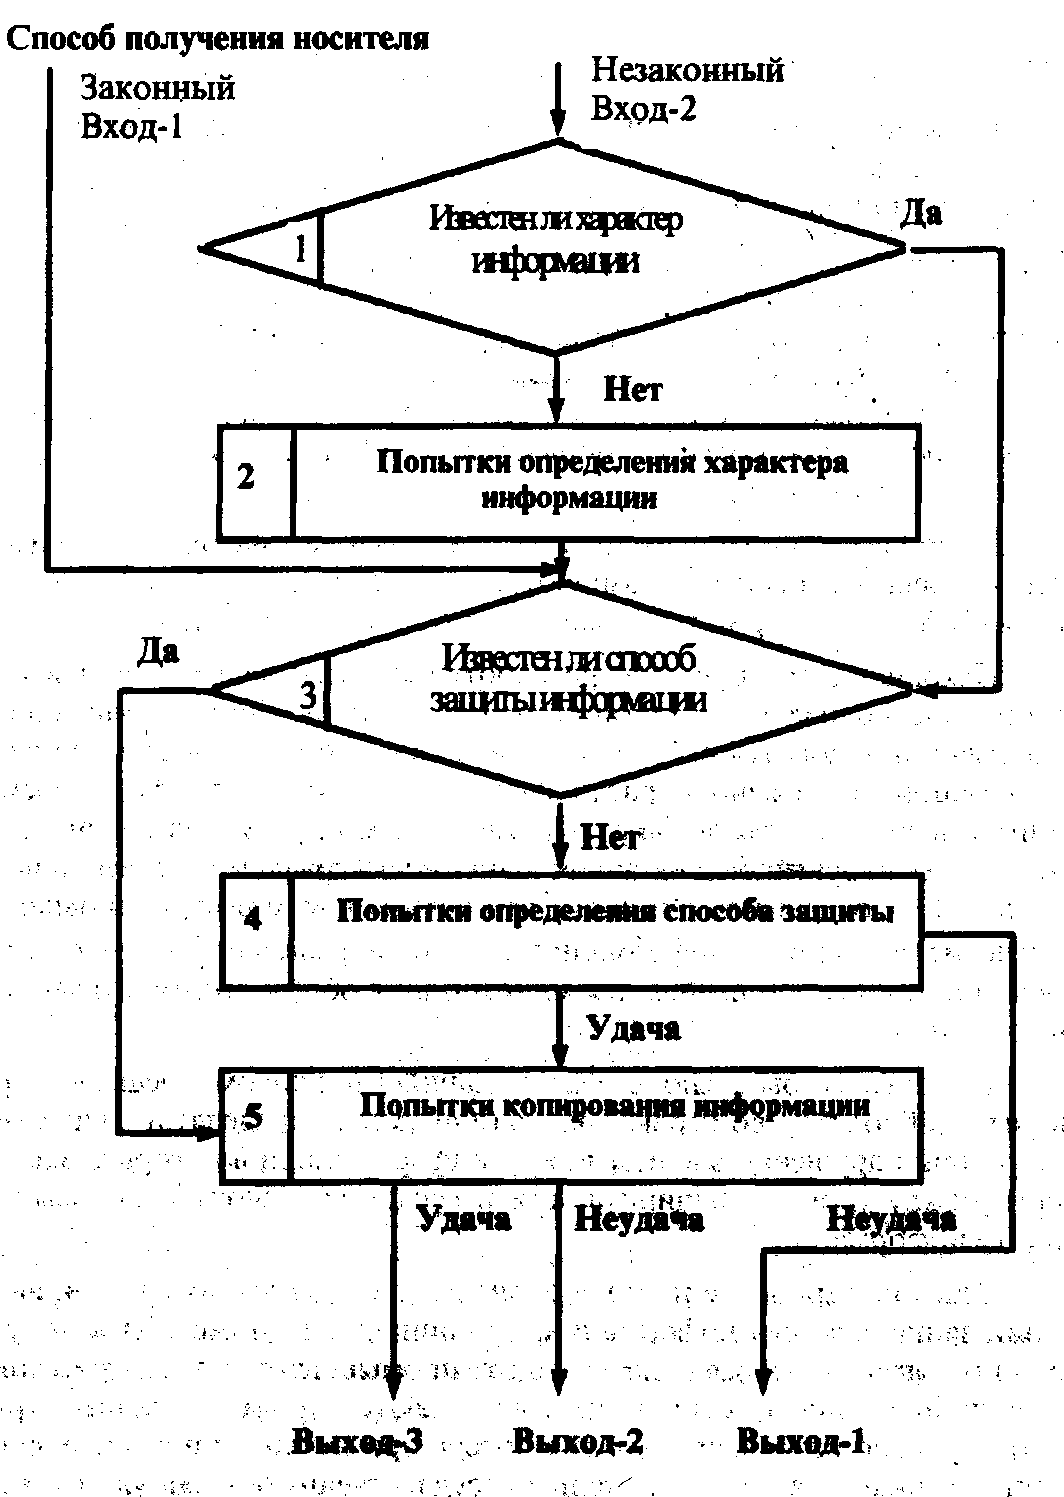 Способ получения носителя
Законный
Вход-1
Незаконный
Вход-2
Да
1
Известен ли характер
информации
Нет
2
Попытки определения характера
информации
Да
3
Известен ли способ
защиты информации
Нет
4
Попытки определения способа защиты
Удача
5
Попытки копирования информации
Удача
Неудача
Неудача
Выход-3
Выход-2
Выход-1